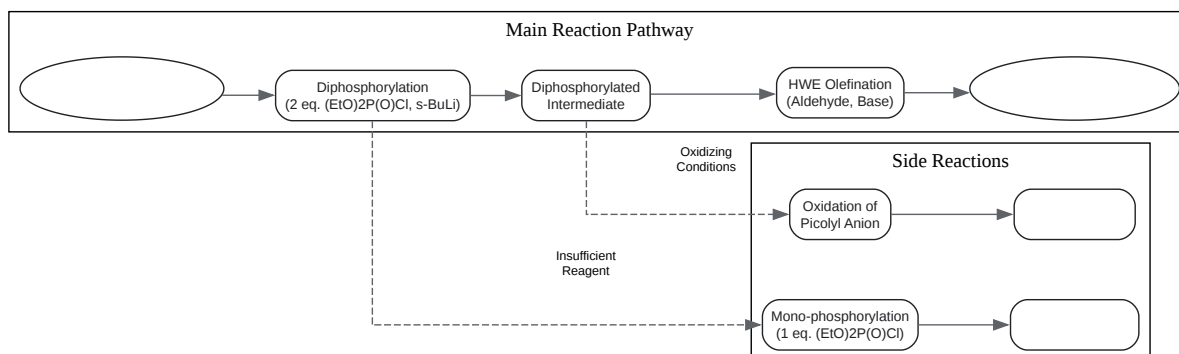 Main Reaction Pathway
Diphosphorylation
(2 eq. (EtO)2P(O)Cl, s-BuLi)
Diphosphorylated
Intermediate
HWE Olefination
(Aldehyde, Base)
Oxidizing
Conditions
Side Reactions
Oxidation of
Picolyl Anion
Insufficient
Reagent
Mono-phosphorylation
(1 eq. (EtO)2P(O)Cl)